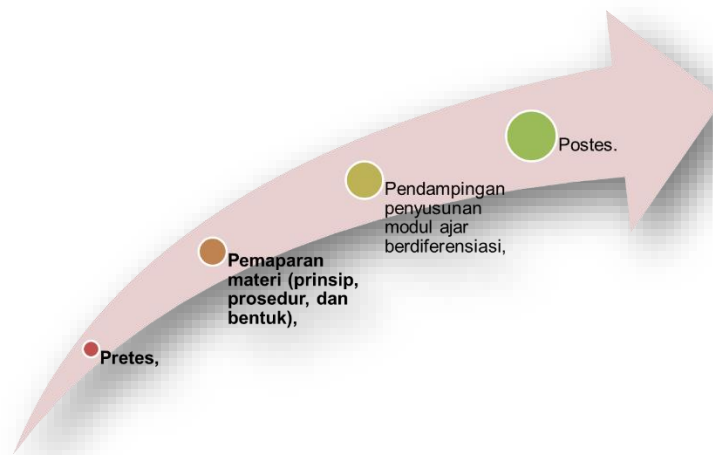 Pretes,
Pemaparan
materi (prinsip,
prosedur, dan
bentuk),
Pendampingan
penyusunan
modul ajar
berdiferensiasi,
Postes.